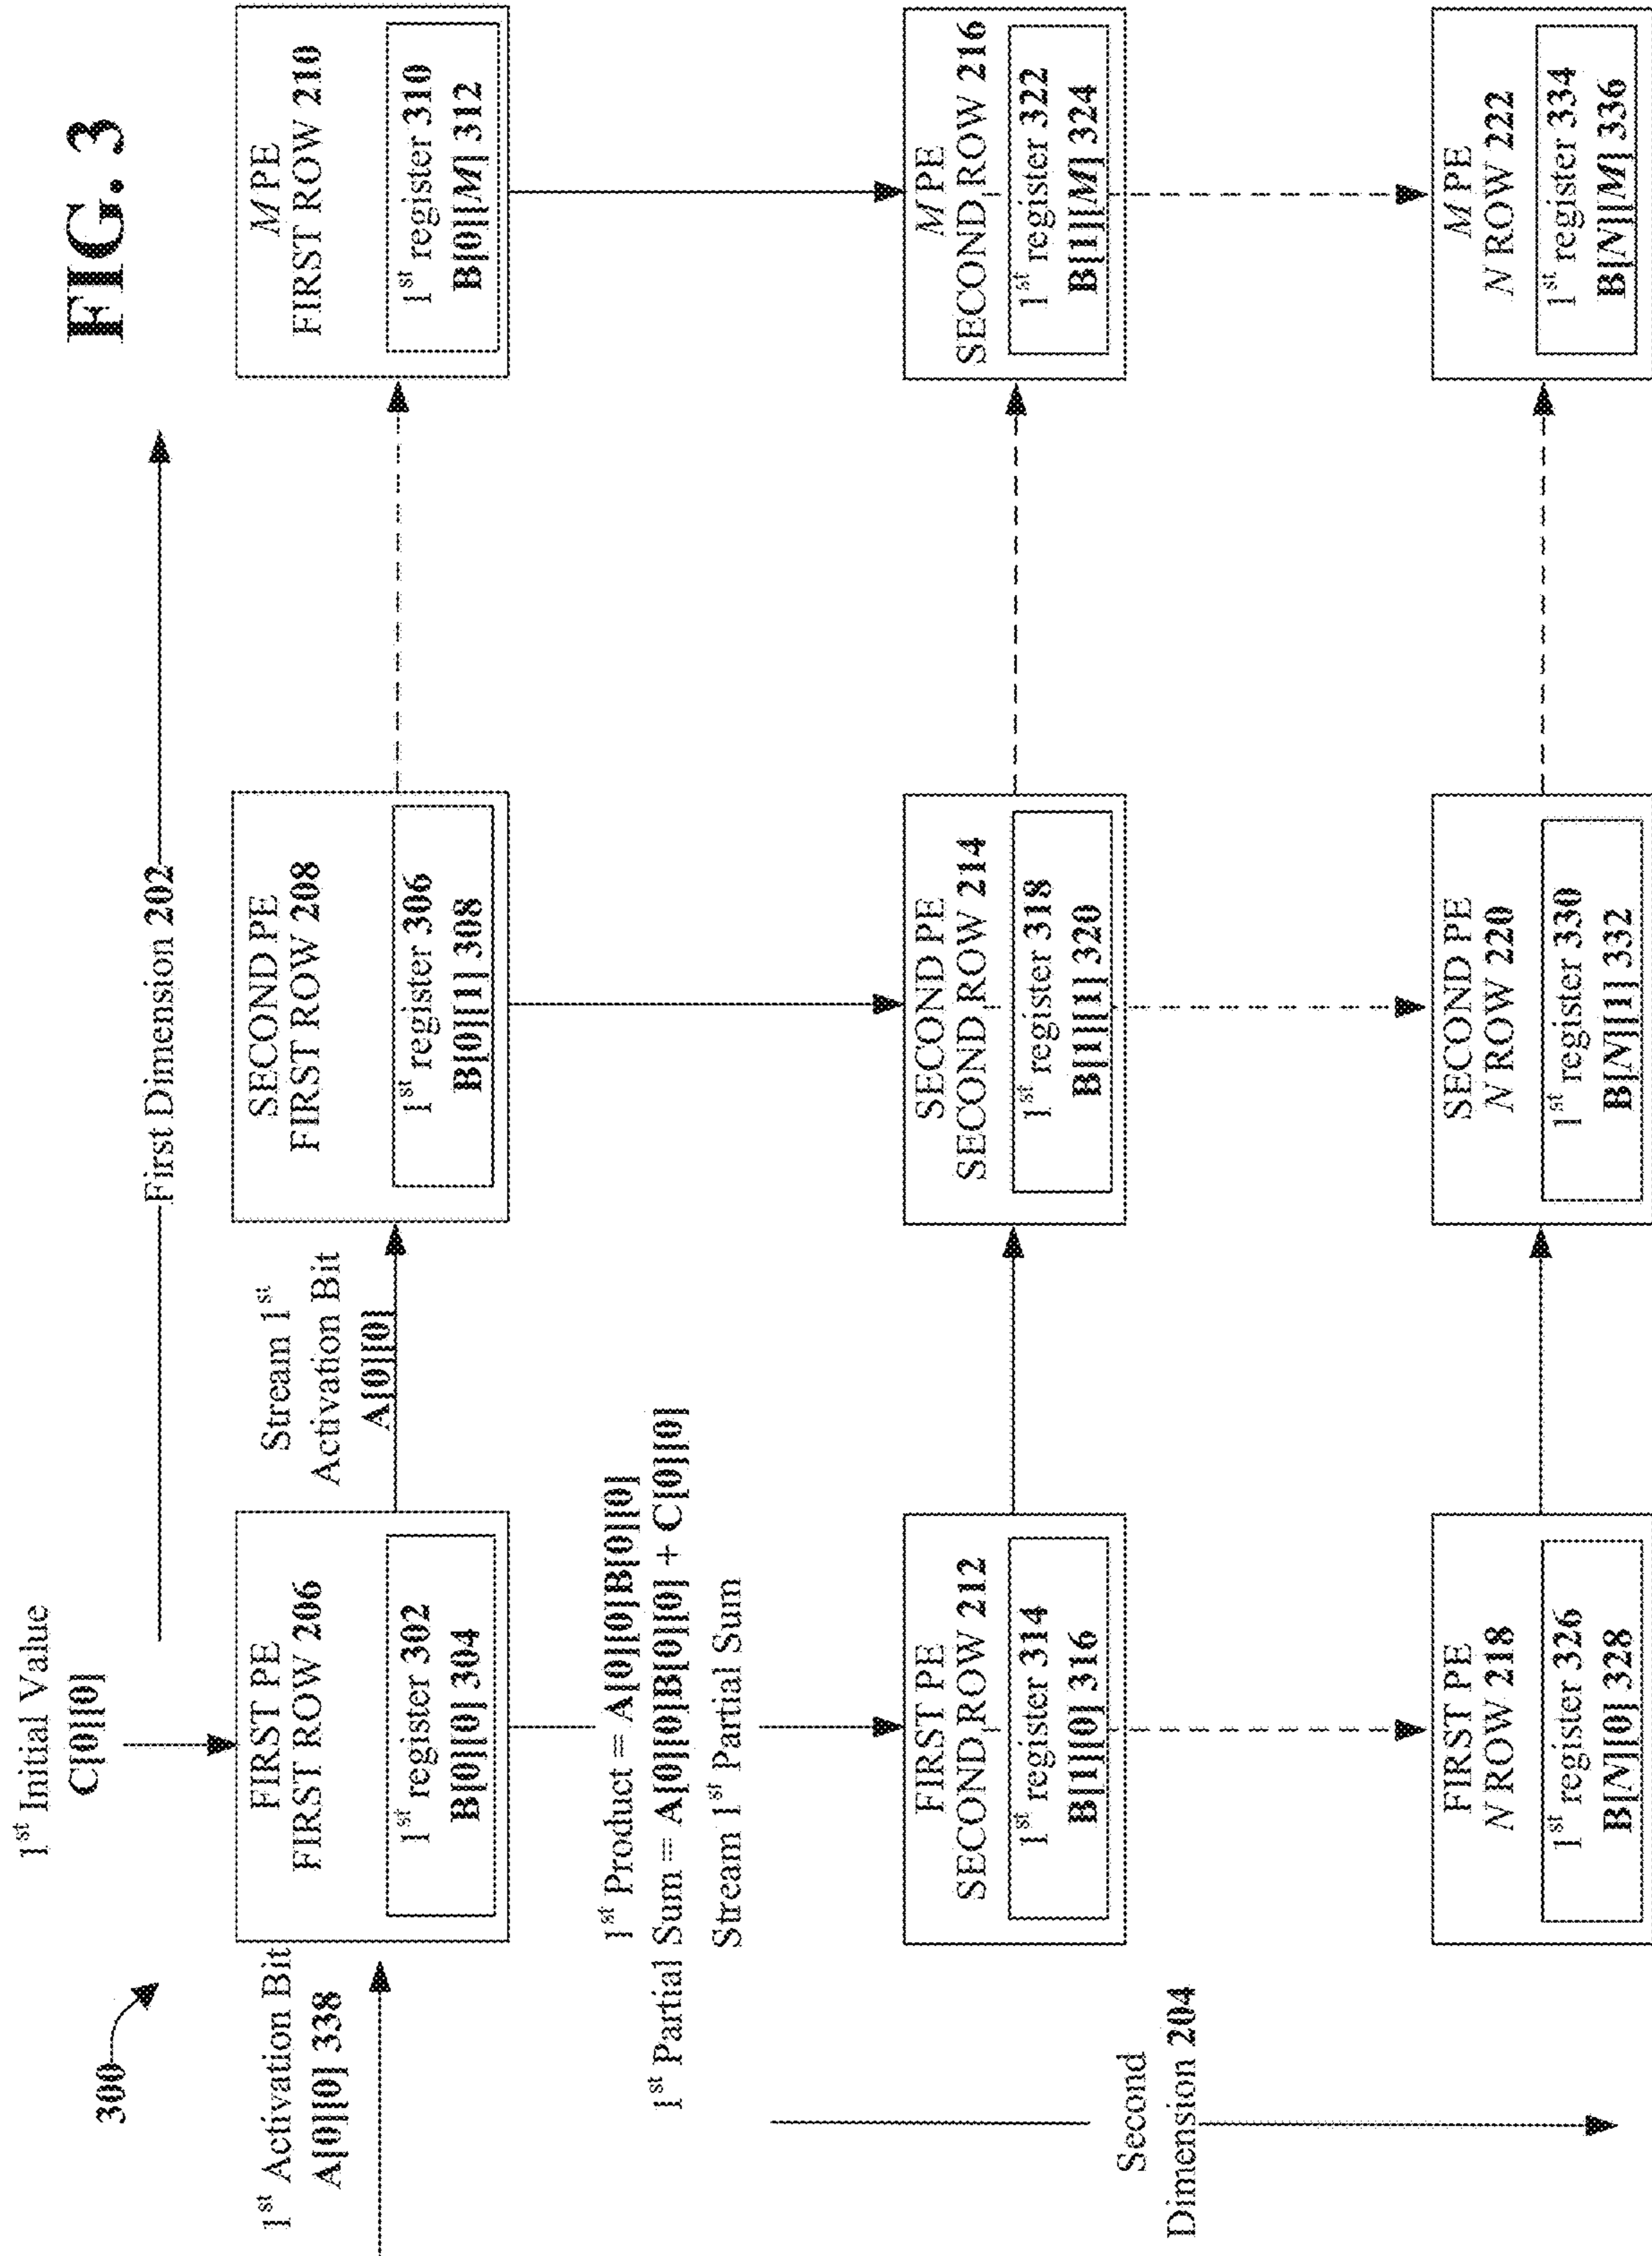 FIG. 3
300
1st Initial Value
C[0][0]
First Dimension 202
1st Activation Bit
A[0][0] 338
FIRST PE
FIRST ROW 206
1st register 302
B[0][0] 304
Stream 1st
Activation Bit
A[0][0]
SECOND PE
FIRST ROW 208
1st register 306
B[0][1] 308
M PE
FIRST ROW 210
1st register 310
B[0][M] 312
1st Product = A[0][0]B[0][0]
1st Partial Sum = A[0][0]B[0][0] + C[0][0]
Stream 1st Partial Sum
Second
Dimension 204
FIRST PE
SECOND ROW 212
1st register 314
B[1][0] 316
SECOND PE
SECOND ROW 214
1st register 318
B[1][1] 320
M PE
SECOND ROW 216
1st register 322
B[1][M] 324
FIRST PE
N ROW 218
1st register 326
B[N][0] 328
SECOND PE
N ROW 220
1st register 330
B[N][1] 332
M PE
N ROW 222
1st register 334
B[N][M] 336